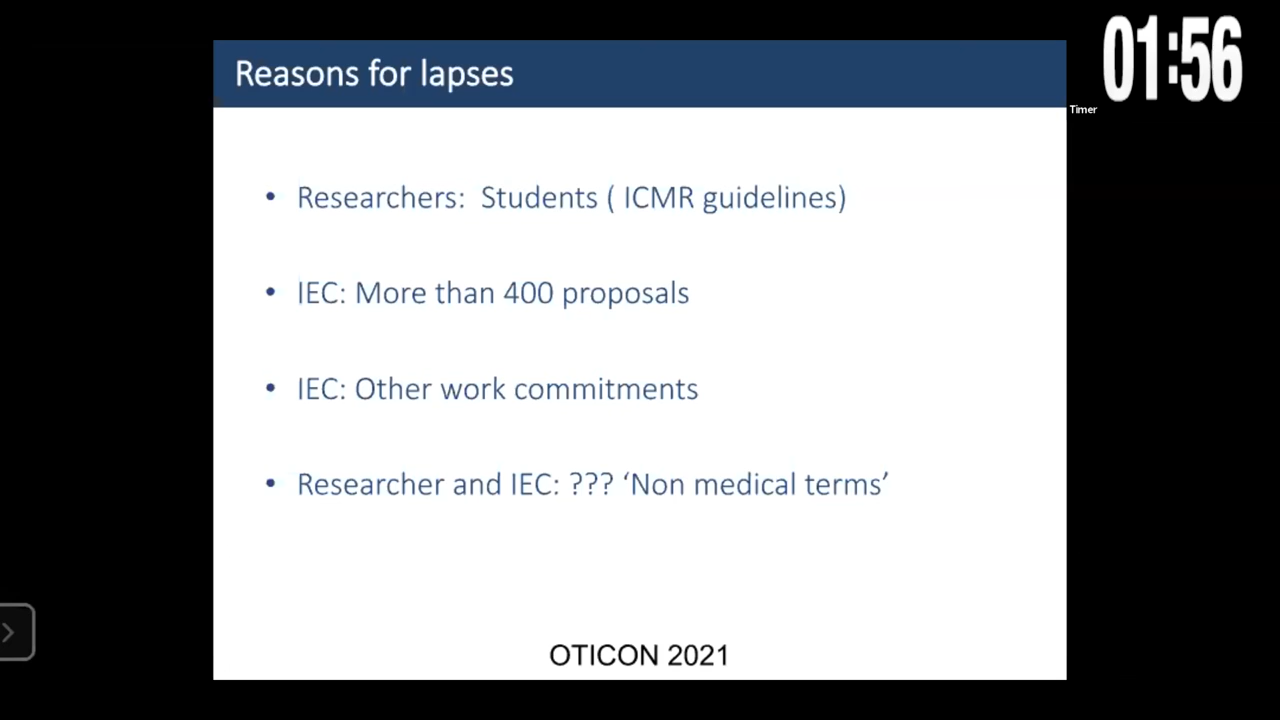 01:56
Timer
Reasons for lapses
• Researchers: Students ( ICMR guidelines)
• IEC: More than 400 proposals
• IEC: Other work commitments
• Researcher and IEC: ??? ‘Non medical terms’
OTICON 2021